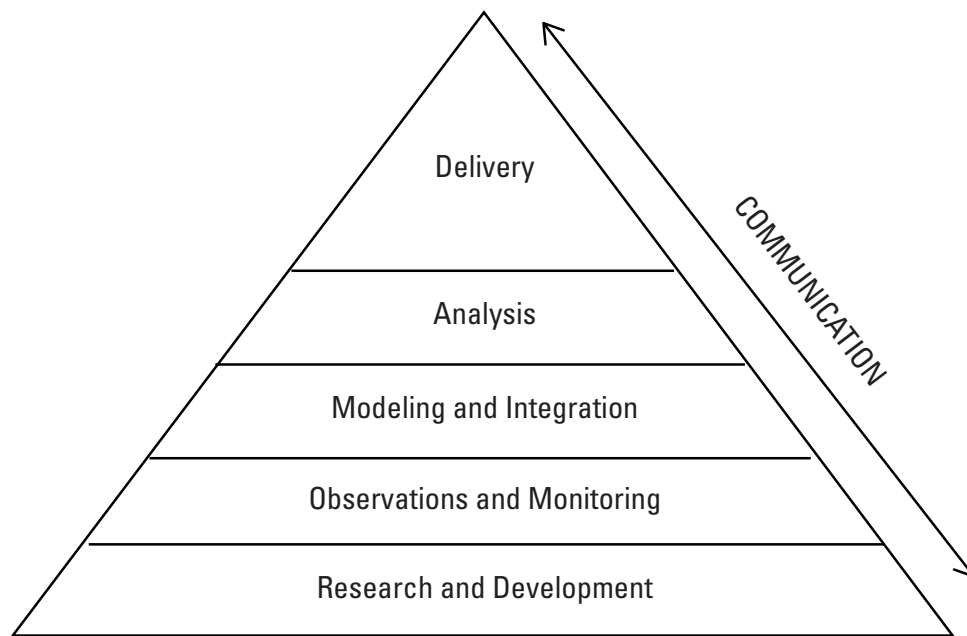 Delivery
COMMUNICATION
Analysis
Modeling and Integration
Observations and Monitoring
Research and Development